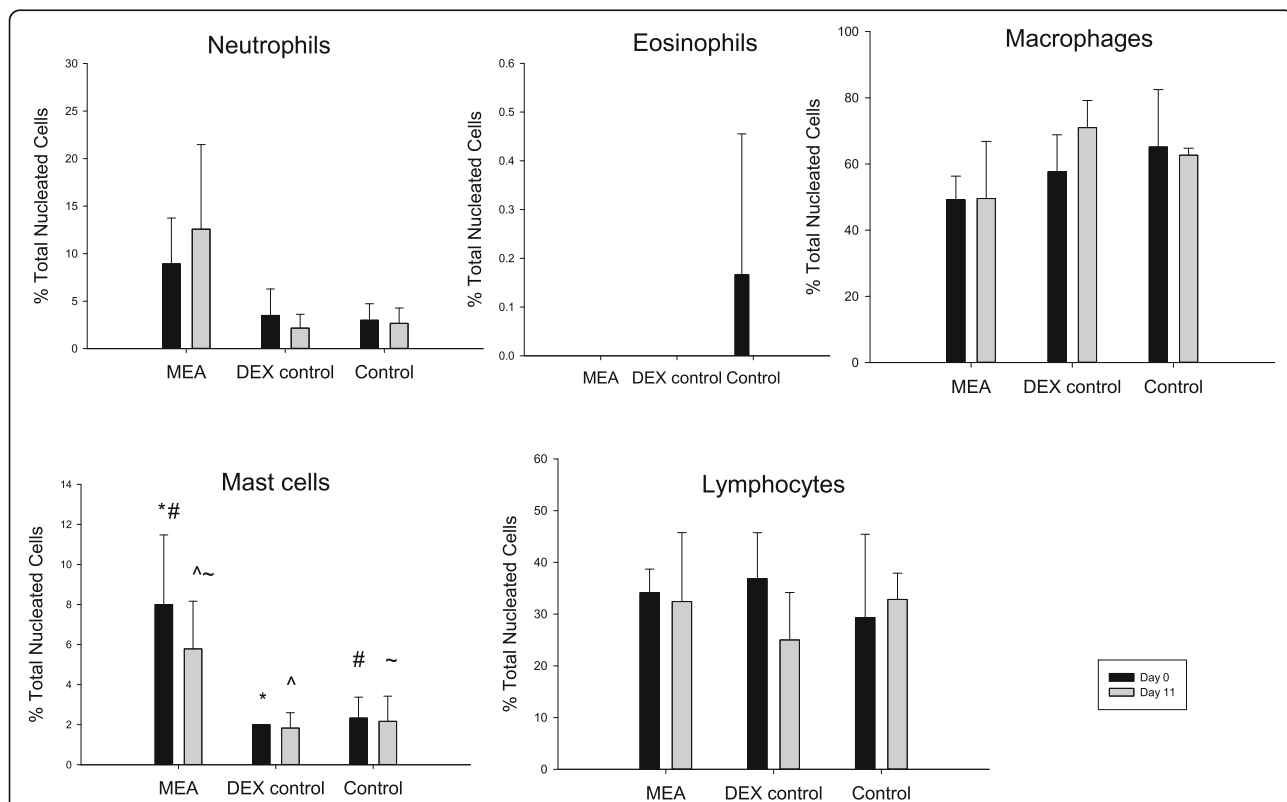 Neutrophils
% Total Nucleated Cells
30
25
20
15
10
5
0
MEA DEX control Control
Eosinophils
% Total Nucleated Cells
0.6
0.5
0.4
0.3
0.2
0.1
0.0
MEA DEX control Control
Macrophages
% Total Nucleated Cells
100
80
60
40
20
0
MEA DEX control Control
Mast cells
% Total Nucleated Cells
14
12
10
8
6
4
2
0
*#
^~
*
^
#
~
MEA DEX control Control
Lymphocytes
% Total Nucleated Cells
60
50
40
30
20
10
0
MEA DEX control Control
Day 0
Day 11